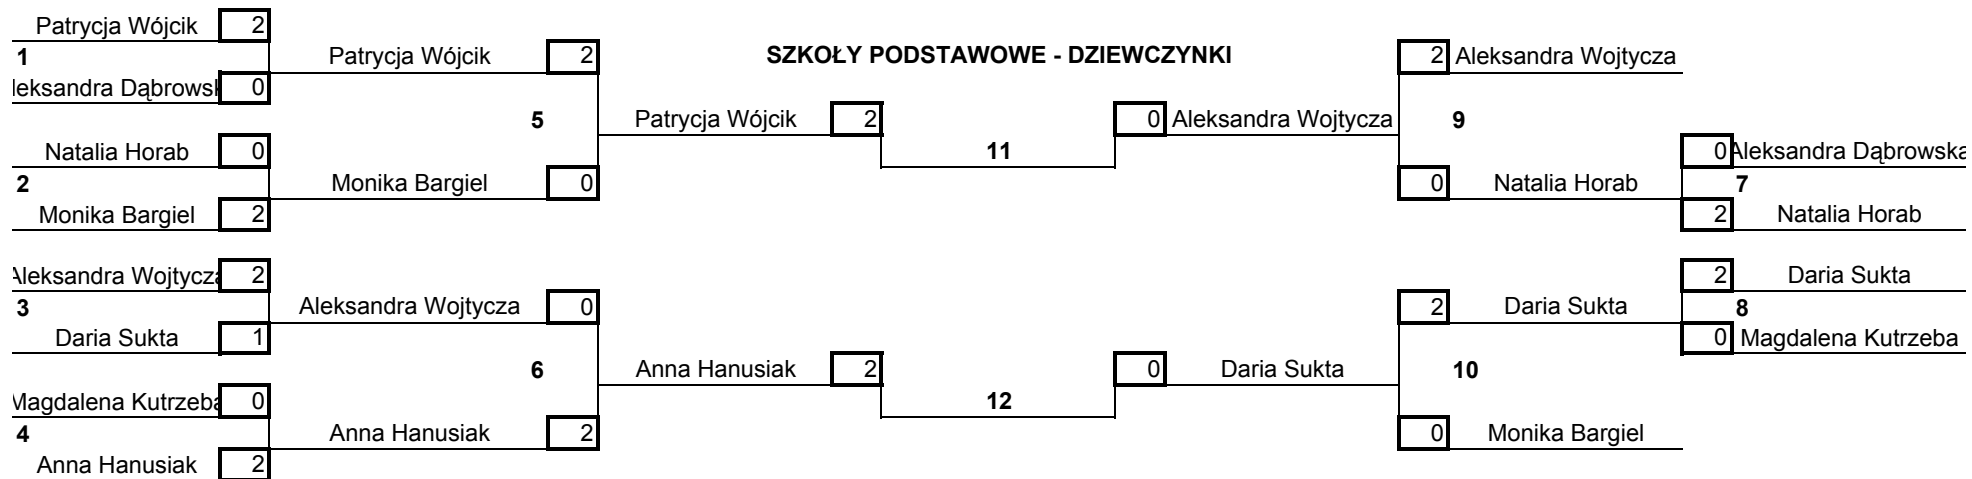 Patrycja Wójcik 2
1 Patrycja Wójcik 2 SZKOŁY PODSTAWOWE - DZIEWCZYNKI 2 Aleksandra Wojtycza
leksandra Dąbrowsk 0
5 Patrycja Wójcik 2 0 Aleksandra Wojtycza 9
Natalia Horab 0 11 0 Aleksandra Dąbrowska
2 Monika Bargiel 0 0 Natalia Horab 7
Monika Bargiel 2 2 Natalia Horab
Aleksandra Wojtycza 2 2 Daria Sukta
3 Aleksandra Wojtycza 0 2 Daria Sukta 8
Daria Sukta 1 0 Magdalena Kutrzeba
6 Anna Hanusiak 2 0 Daria Sukta 10
Magdalena Kutrzeba 0 12
4 Anna Hanusiak 2 0 Monika Bargiel
Anna Hanusiak 2